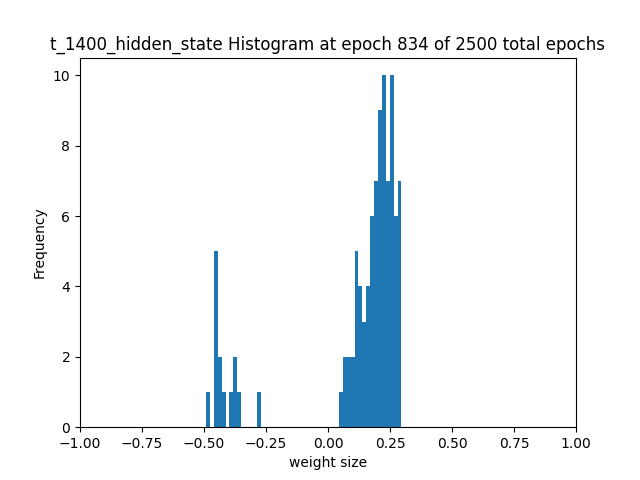 t_1400_hidden_state Histogram at epoch 834 of 2500 total epochs
10
8
6
4
2
0
Frequency
−1.00 −0.75 −0.50 −0.25 0.00 0.25 0.50 0.75 1.00
weight size